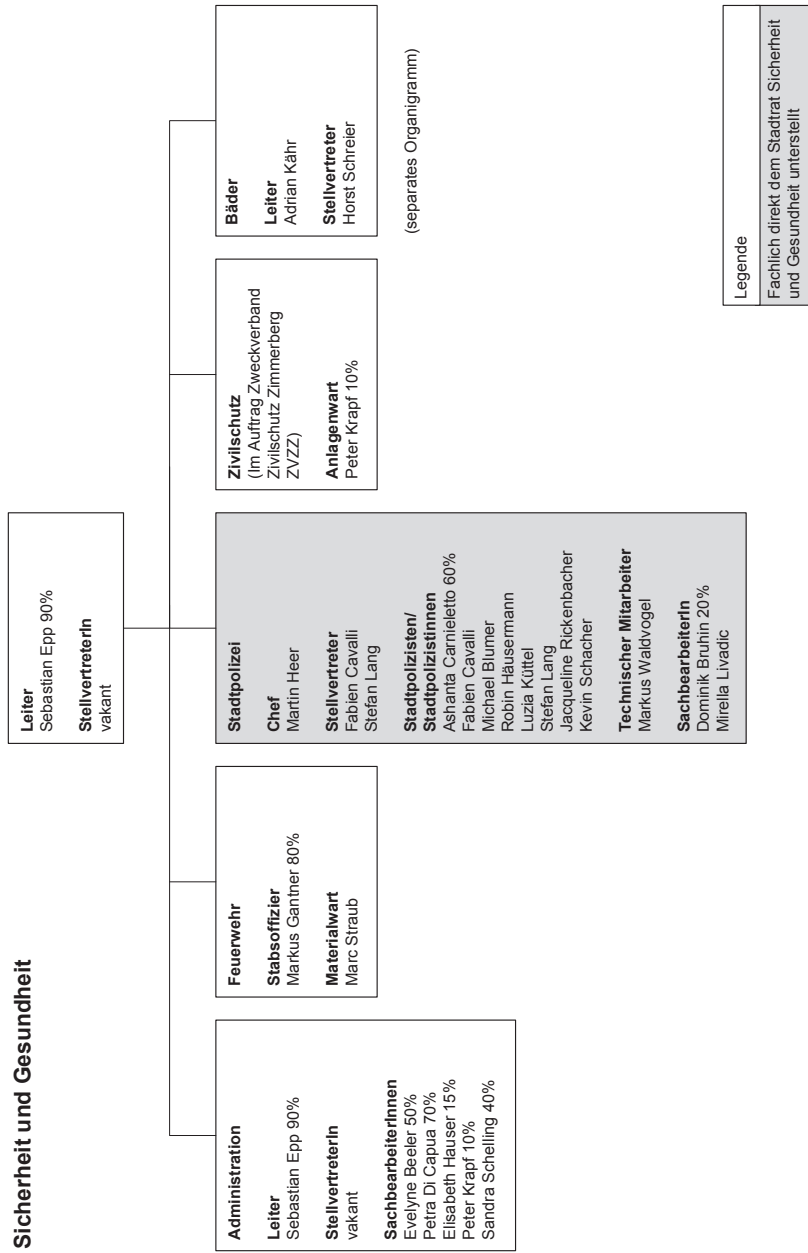 Sicherheit und Gesundheit
Leiter
Sebastian Epp 90%
StellvertreterIn
vakant
Administration
Leiter
Sebastian Epp 90%
StellvertreterIn
vakant
SachbearbeiterInnen
Evelyne Beeler 50%
Petra Di Capua 70%
Elisabeth Hauser 15%
Peter Krapf 10%
Sandra Schelling 40%
Feuerwehr
Stabsoffizier
Markus Gantner 80%
Materialwart
Marc Straub
Stadtpolizei
Chef
Martin Heer
Stellvertreter
Fabien Cavalli
Stefan Lang
Stadtpolizisten/
Stadtpolizistinnen
Ashanta Carnieletto 60%
Fabien Cavalli
Michael Blumer
Robin Häusermann
Luzia Küttel
Stefan Lang
Jacqueline Rickenbacher
Kevin Schacher
Technischer Mitarbeiter
Markus Waldvogel
SachbearbeiterIn
Dominik Bruhin 20%
Mirella Livadic
Zivilschutz
(Im Auftrag Zweckverband
Zivilschutz Zimmerberg
ZVZZ)
Anlagenwart
Peter Krapf 10%
Bäder
Leiter
Adrian Kähr
Stellvertreter
Horst Schreier
(separates Organigramm)
Legende
Fachlich direkt dem Stadtrat Sicherheit
und Gesundheit unterstellt